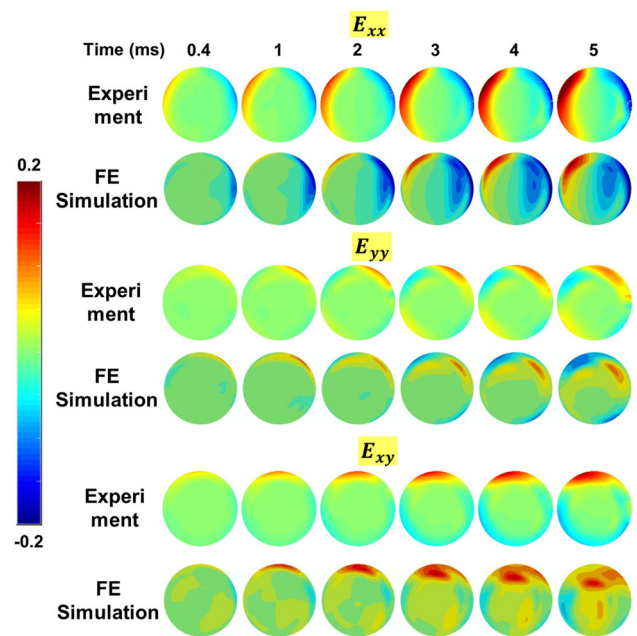 E_xx
Time (ms) 0.4 1 2 3 4 5
Experi
ment
0.2
FE
Simulation
E_yy
Experi
ment
FE
Simulation
E_xy
Experi
ment
-0.2
FE
Simulation